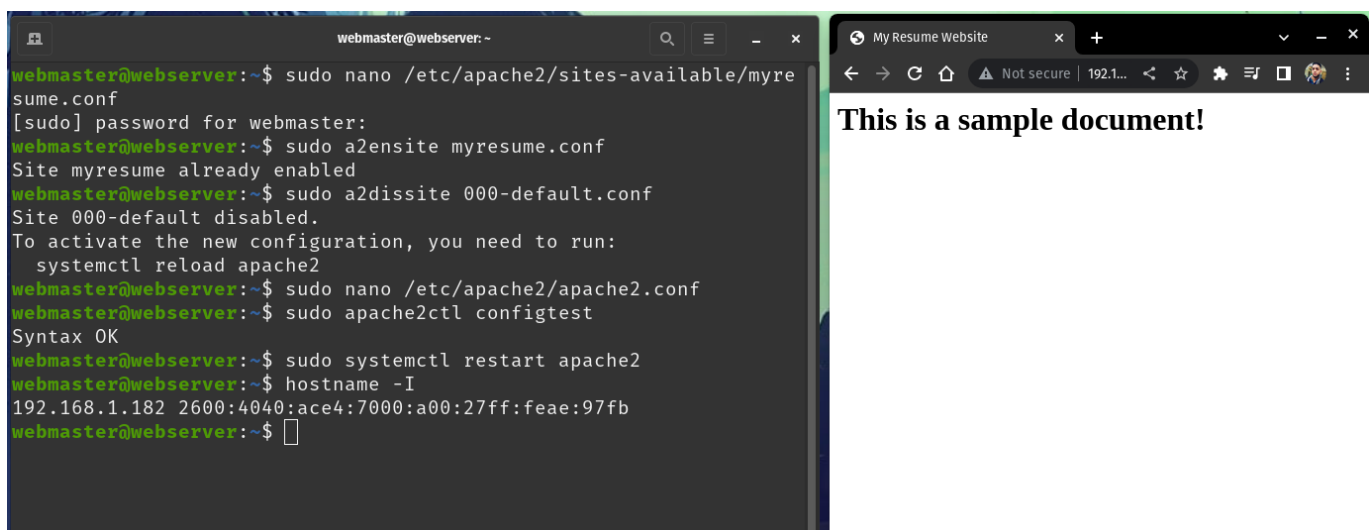 webmaster@webserver: ~
webmaster@webserver:~$ sudo nano /etc/apache2/sites-available/myre
sume.conf
[sudo] password for webmaster:
webmaster@webserver:~$ sudo a2ensite myresume.conf
Site myresume already enabled
webmaster@webserver:~$ sudo a2dissite 000-default.conf
Site 000-default disabled.
To activate the new configuration, you need to run:
  systemctl reload apache2
webmaster@webserver:~$ sudo nano /etc/apache2/apache2.conf
webmaster@webserver:~$ sudo apache2ctl configtest
Syntax OK
webmaster@webserver:~$ sudo systemctl restart apache2
webmaster@webserver:~$ hostname -I
192.168.1.182 2600:4040:ace4:7000:a00:27ff:feae:97fb
webmaster@webserver:~$
My Resume Website
Not secure | 192.1...
This is a sample document!